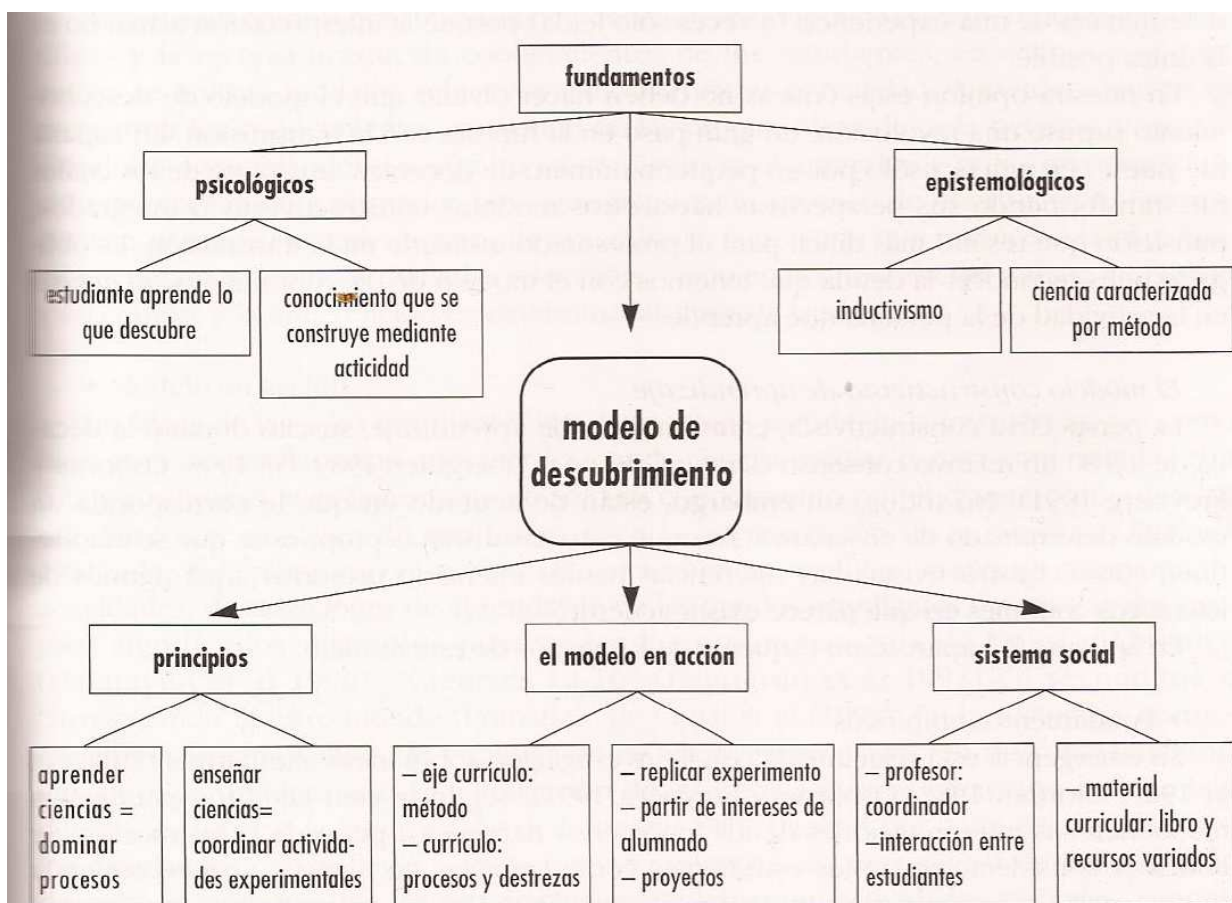 fundamentos
psicológicos
epistemológicos
estudiante aprende lo
que descubre
conocimiento que se
construye mediante
acticidad
inductivismo
ciencia caracterizada
por método
modelo de
descubrimiento
principios
el modelo en acción
sistema social
aprender
ciencias =
dominar
procesos
enseñar
ciencias=
coordinar activida-
des experimentales
– eje currículo:
método
– currículo:
procesos y destrezas
– replicar experimento
– partir de intereses de
alumnado
– proyectos
– profesor:
coordinador
–interacción entre
estudiantes
– material
curricular: libro y
recursos variados